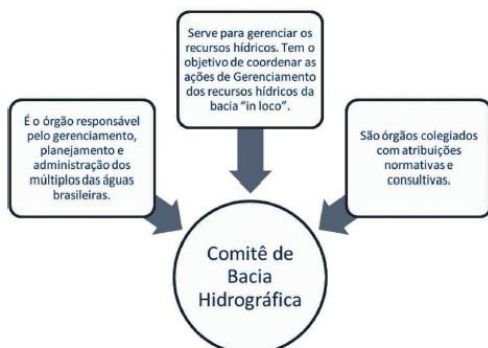 Serve para gerenciar os
recursos hídricos. Tem o
objetivo de coordenar as
ações de Gerenciamento
dos recursos hídricos da
bacia “in loco”.
É o órgão responsável
pelo gerenciamento,
planejamento e
administração dos
múltiplos das águas
brasileiras.
São órgãos colegiados
com atribuições
normativas e
consultivas.
Comitê de
Bacia
Hidrográfica